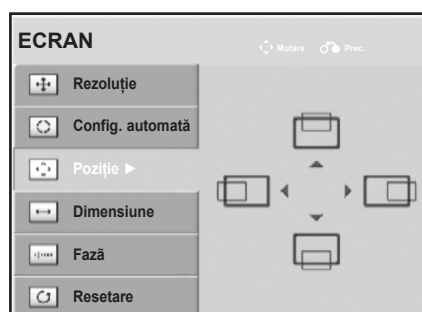 ECRAN
Mutare Prec.
Rezoluție
Config. automată
Poziție ►
Dimensiune
Fază
Resetare